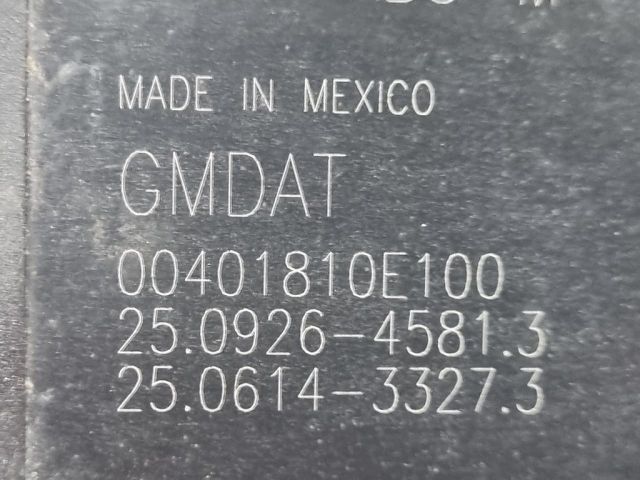 MADE IN MEXICO
GMDAT
00401810E100
25.0926-4581.3
25.0614-3327.3